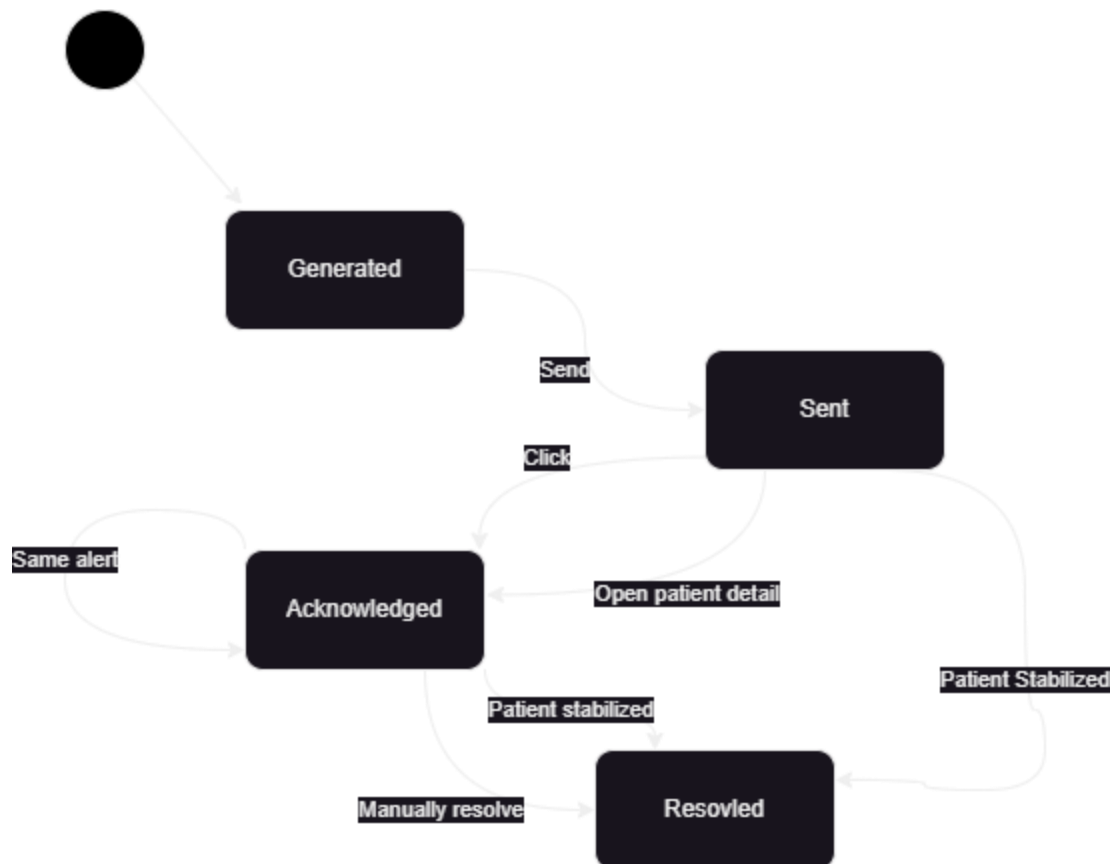 Generated
Send
Sent
Click
Same alert
Open patient detail
Acknowledged
Patient Stabilized
Patient stabilized
Manually resolve
Resovled